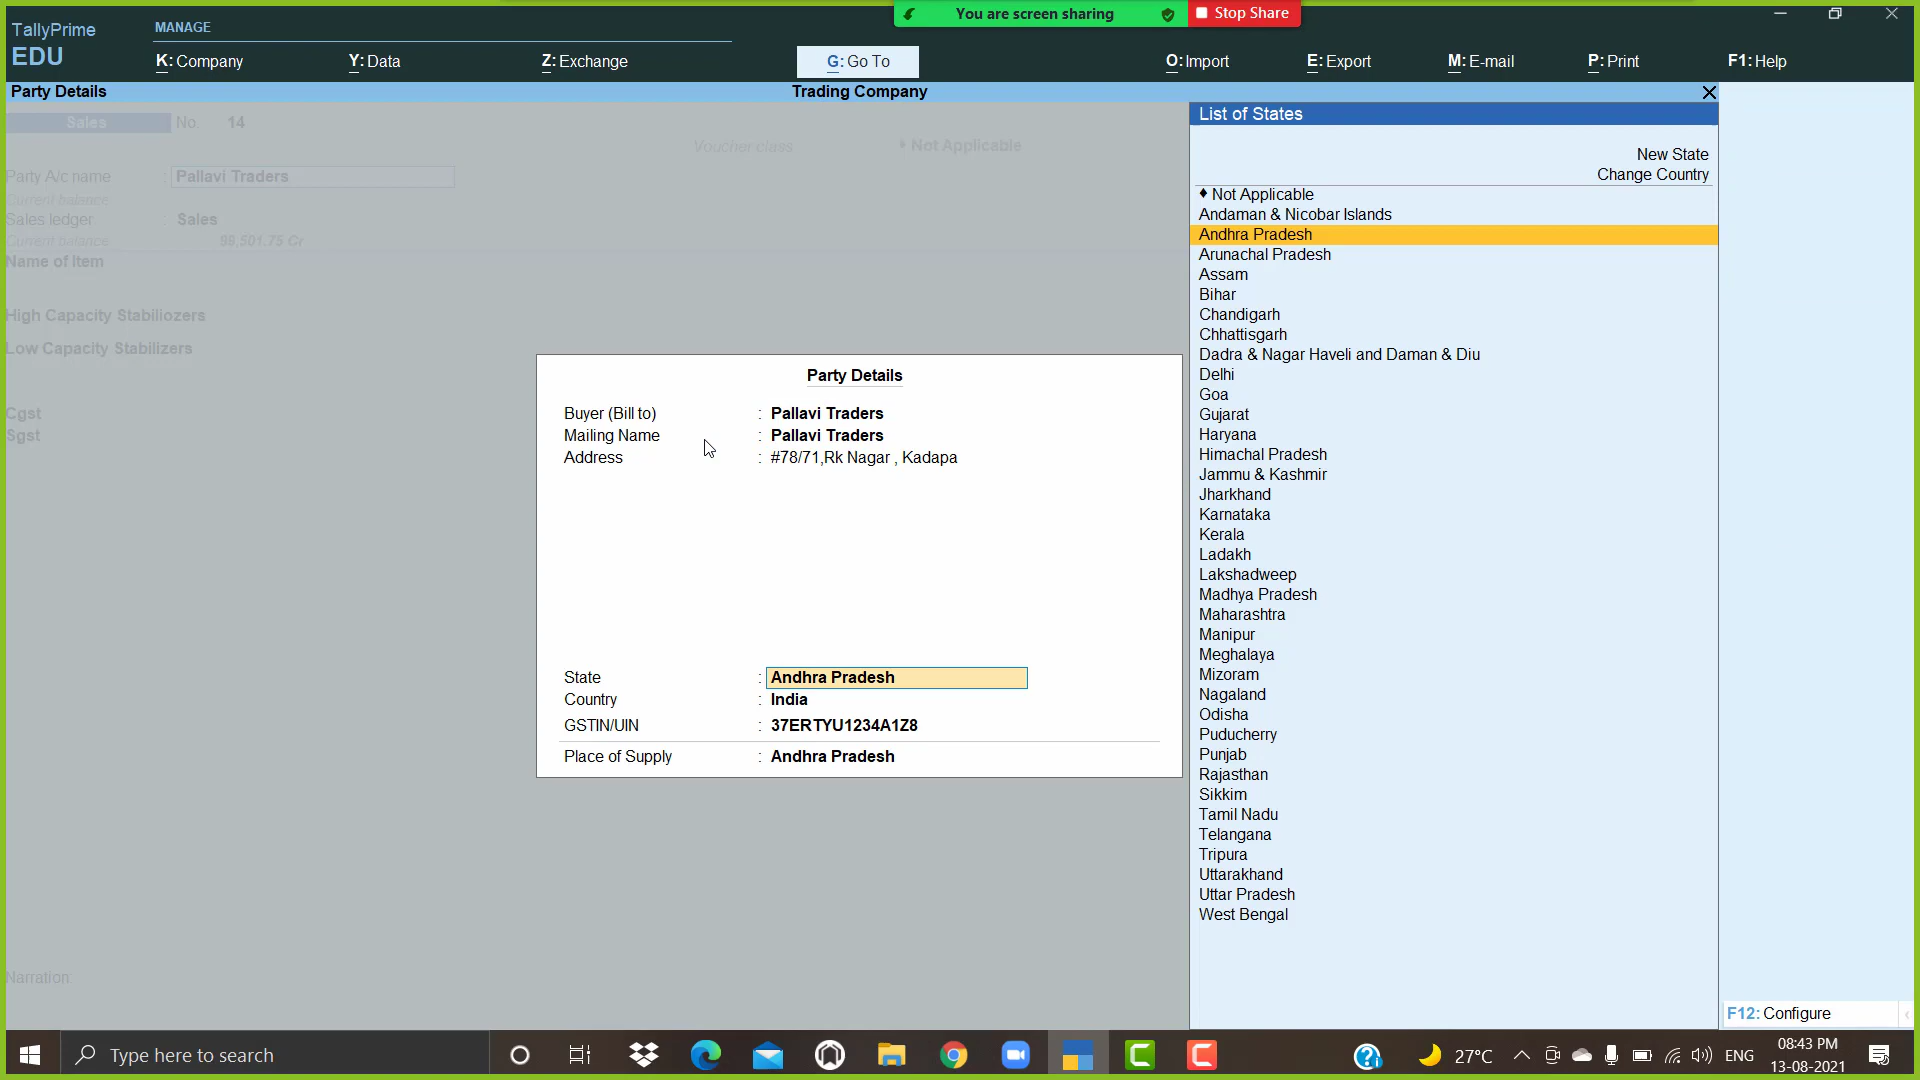 You are screen sharing
Stop Share
TallyPrime
EDU
MANAGE
K: Company
Y: Data
Z: Exchange
G: Go To
O: Import
E: Export
M: E-mail
P: Print
F1: Help
Party Details
Trading Company
Sales No. 14
Voucher class ♦ Not Applicable
Party A/c name : Pallavi Traders
Current balance
Sales ledger : Sales
Current balance 98,501.75 Cr
Name of Item
High Capacity Stabiliozers
Low Capacity Stabilizers
Cgst
Sgst
Narration:
Party Details
Buyer (Bill to) : Pallavi Traders
Mailing Name : Pallavi Traders
Address : #78/71,Rk Nagar , Kadapa
State : Andhra Pradesh
Country : India
GSTIN/UIN : 37ERTYU1234A1Z8
Place of Supply : Andhra Pradesh
List of States
New State
Change Country
♦ Not Applicable
Andaman & Nicobar Islands
Andhra Pradesh
Arunachal Pradesh
Assam
Bihar
Chandigarh
Chhattisgarh
Dadra & Nagar Haveli and Daman & Diu
Delhi
Goa
Gujarat
Haryana
Himachal Pradesh
Jammu & Kashmir
Jharkhand
Karnataka
Kerala
Ladakh
Lakshadweep
Madhya Pradesh
Maharashtra
Manipur
Meghalaya
Mizoram
Nagaland
Odisha
Puducherry
Punjab
Rajasthan
Sikkim
Tamil Nadu
Telangana
Tripura
Uttarakhand
Uttar Pradesh
West Bengal
F12: Configure
Type here to search
27°C
ENG
08:43 PM
13-08-2021